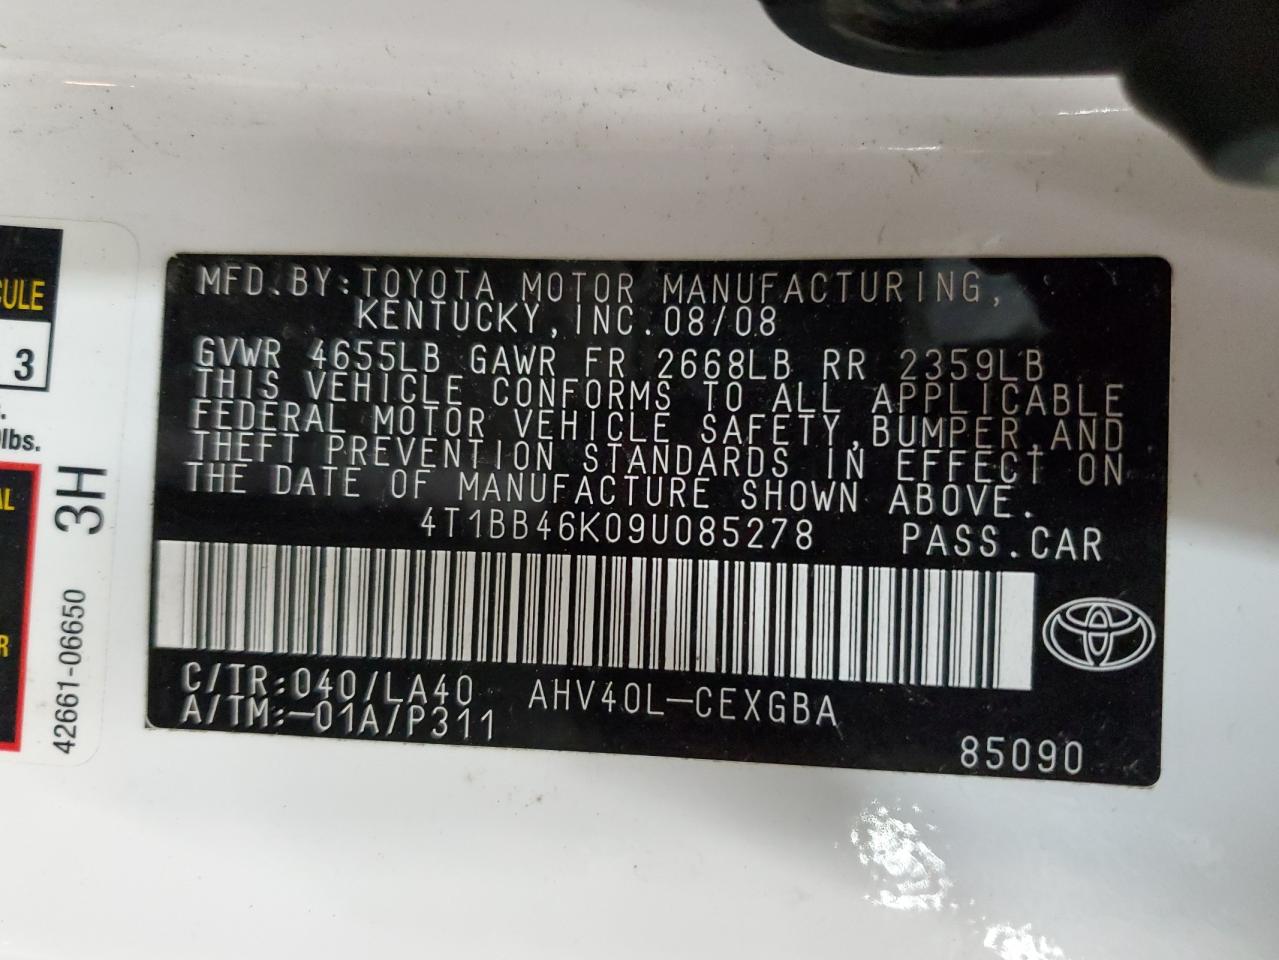 MFD.BY:TOYOTA MOTOR MANUFACTURING,
KENTUCKY, INC. 08/08
GVWR 4655LB GAWR FR 2668LB RR 2359LB
THIS VEHICLE CONFORMS TO ALL APPLICABLE
FEDERAL MOTOR VEHICLE SAFETY,BUMPER,AND
THEFT PREVENTION STANDARDS IN EFFECT ON
THE DATE OF MANUFACTURE SHOWN ABOVE.
4T1BB46K09U085278 PASS.CAR
C/TR:040/LA40 AHV40L-CEXGBA
A/TM:-01A/P311
85090
3
lbs.
3H
42661-06650